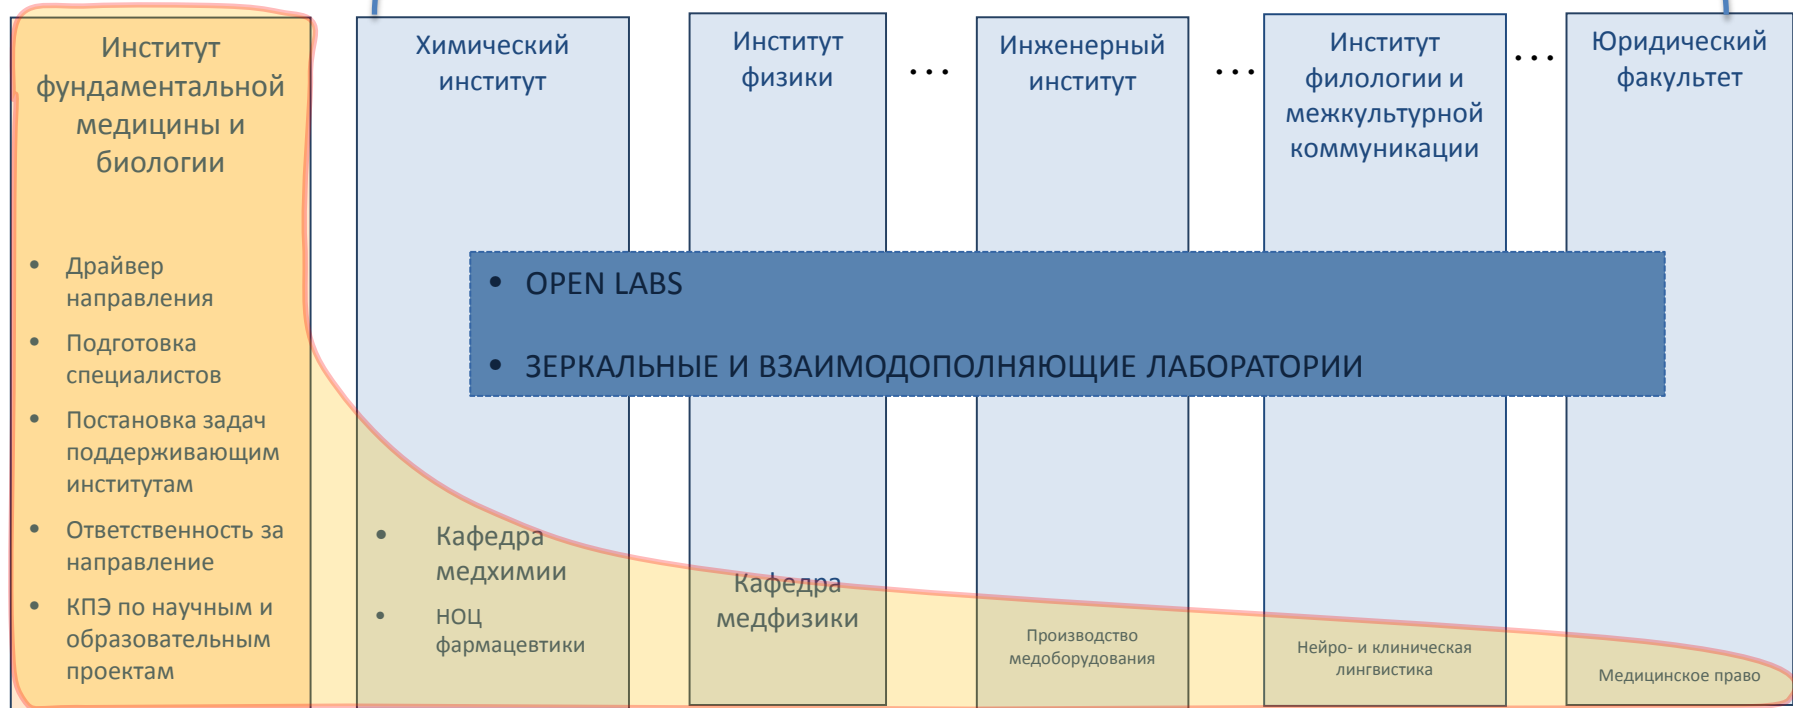 Институт
фундаментальной
медицины и
биологии
• Драйвер
направления
• Подготовка
специалистов
• Постановка задач
поддерживающим
институтам
• Ответственность за
направление
• КПЭ по научным и
образовательным
проектам
Химический
институт
• Кафедра
медхимии
• НОЦ
фармацевтики
Институт
физики
Кафедра
медфизики
...
Инженерный
институт
Производство
медоборудования
...
Институт
филологии и
межкультурной
коммуникации
Нейро- и клиническая
лингвистика
...
Юридический
факультет
Медицинское право
• OPEN LABS
• ЗЕРКАЛЬНЫЕ И ВЗАИМОДОПОЛНЯЮЩИЕ ЛАБОРАТОРИИ